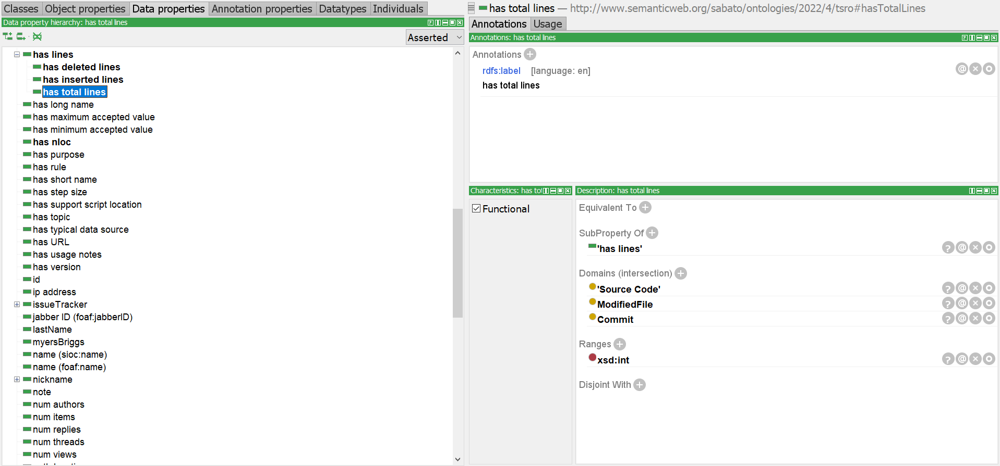 Classes Object properties Data properties Annotation properties Datatypes Individuals
Data property hierarchy: has total lines
Asserted
has lines
has deleted lines
has inserted lines
has total lines
has long name
has maximum accepted value
has minimum accepted value
has nloc
has purpose
has rule
has short name
has step size
has support script location
has topic
has typical data source
has URL
has usage notes
has version
id
ip address
issueTracker
jabber ID (foaf:jabberID)
lastName
myersBriggs
name (sioc:name)
name (foaf:name)
nickname
note
num authors
num items
num replies
num threads
num views
has total lines — http://www.semanticweb.org/sabato/ontologies/2022/4/tsro#hasTotalLines
Annotations Usage
Annotations: has total lines
Annotations
rdfs:label [language: en]
has total lines
Characteristics: has tot
Functional
Description: has total lines
Equivalent To
SubProperty Of
'has lines'
Domains (intersection)
'Source Code'
ModifiedFile
Commit
Ranges
xsd:int
Disjoint With